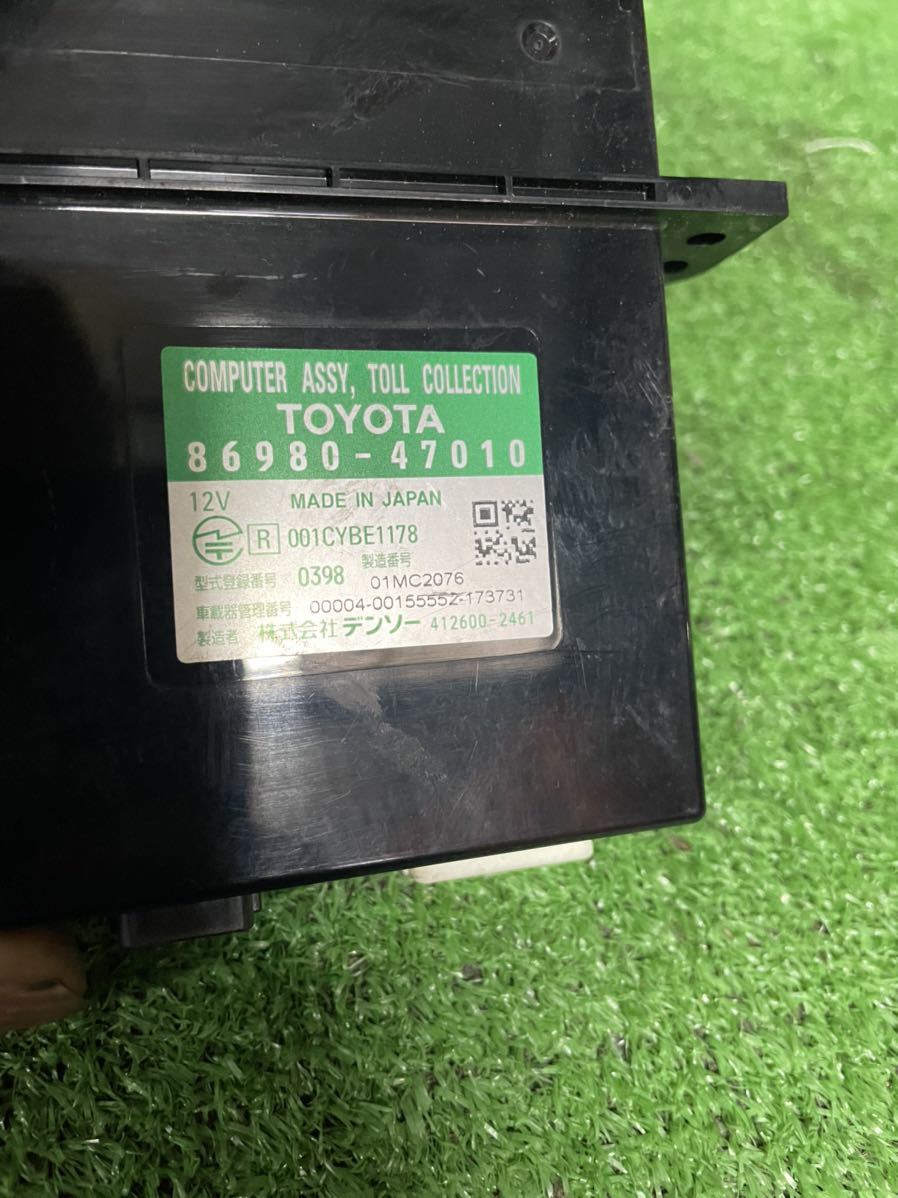 COMPUTER ASSY, TOLL COLLECTION
TOYOTA
86980-47010
12V MADE IN JAPAN
R 001CYBE1178
型式登録番号 0398 製造番号 01MC2076
車載器管理番号 00004-00155552-173731
製造者 株式会社 デンソー 412600-2461